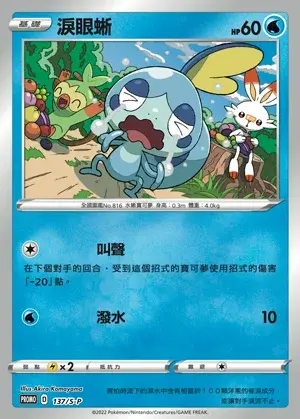 基礎 淚眼蜥 HP60
全國圖鑑No.816 水蜥寶可夢 身高：0.3m 體重：4.0kg
叫聲
在下個對手的回合，受到這個招式的寶可夢使用招式的傷害
「-20」點。
潑水 10
弱點 ×2 抵抗力 撤退
Illus.Akira Komayama
PROMO D 137/S-P
©2022 Pokémon/Nintendo/Creatures/GAME FREAK.